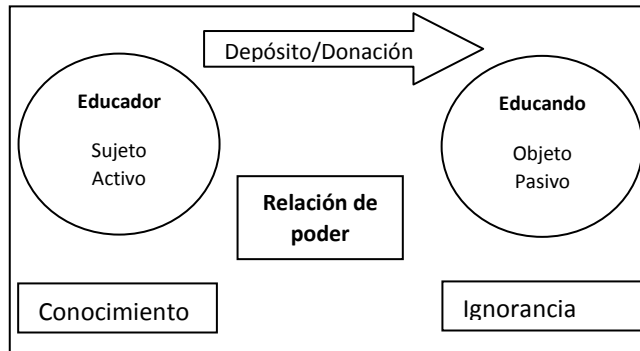 Depósito/Donación
Educador
Sujeto
Activo
Educando
Objeto
Pasivo
Relación de
poder
Conocimiento
Ignorancia